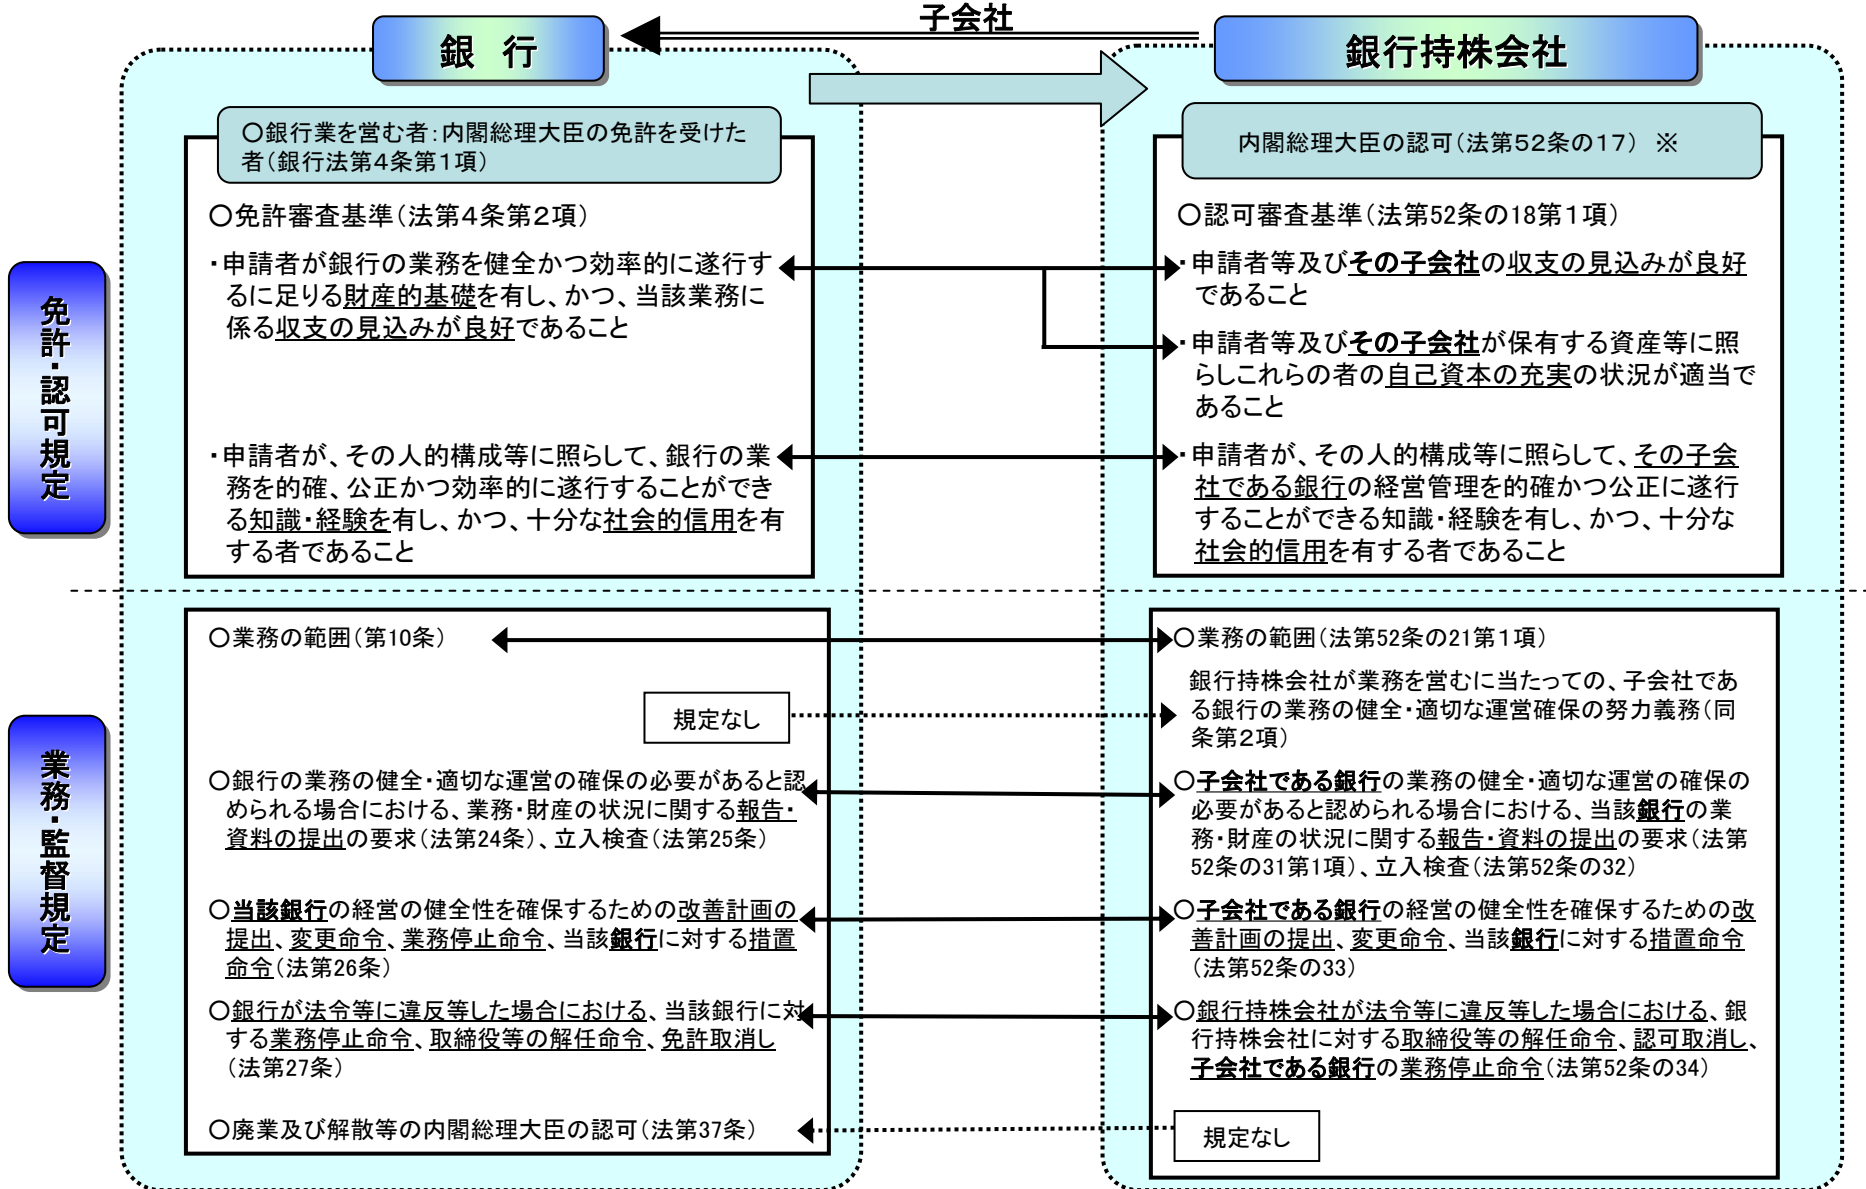 子会社
銀 行
銀行持株会社
免許・認可規定
〇銀行業を営む者:内閣総理大臣の免許を受けた
者(銀行法第4条第1項)
〇免許審査基準(法第4条第2項)
・申請者が銀行の業務を健全かつ効率的に遂行す
るに足りる財産的基礎を有し、かつ、当該業務に
係る収支の見込みが良好であること
・申請者が、その人的構成等に照らして、銀行の業
務を的確、公正かつ効率的に遂行することができ
る知識・経験を有し、かつ、十分な社会的信用を有
する者であること
内閣総理大臣の認可(法第52条の17) ※
〇認可審査基準(法第52条の18第1項)
・申請者等及びその子会社の収支の見込みが良好
であること
・申請者等及びその子会社が保有する資産等に照
らしこれらの者の自己資本の充実の状況が適当で
あること
・申請者が、その人的構成等に照らして、その子会
社である銀行の経営管理を的確かつ公正に遂行
することができる知識・経験を有し、かつ、十分な
社会的信用を有する者であること
業務・監督規定
〇業務の範囲(第10条)
規定なし
〇銀行の業務の健全・適切な運営の確保の必要があると認
められる場合における、業務・財産の状況に関する報告・
資料の提出の要求(法第24条)、立入検査(法第25条)
〇当該銀行の経営の健全性を確保するための改善計画の
提出、変更命令、業務停止命令、当該銀行に対する措置
命令(法第26条)
〇銀行が法令等に違反等した場合における、当該銀行に対
する業務停止命令、取締役等の解任命令、免許取消し
(法第27条)
〇廃業及び解散等の内閣総理大臣の認可(法第37条)
〇業務の範囲(法第52条の21第1項)
銀行持株会社が業務を営むに当たっての、子会社であ
る銀行の業務の健全・適切な運営確保の努力義務(同
条第2項)
〇子会社である銀行の業務の健全・適切な運営の確保の
必要があると認められる場合における、当該銀行の業
務・財産の状況に関する報告・資料の提出の要求(法第
52条の31第1項)、立入検査(法第52条の32)
〇子会社である銀行の経営の健全性を確保するための改
善計画の提出、変更命令、当該銀行に対する措置命令
(法第52条の33)
〇銀行持株会社が法令等に違反等した場合における、銀
行持株会社に対する取締役等の解任命令、認可取消し、
子会社である銀行の業務停止命令(法第52条の34)
規定なし